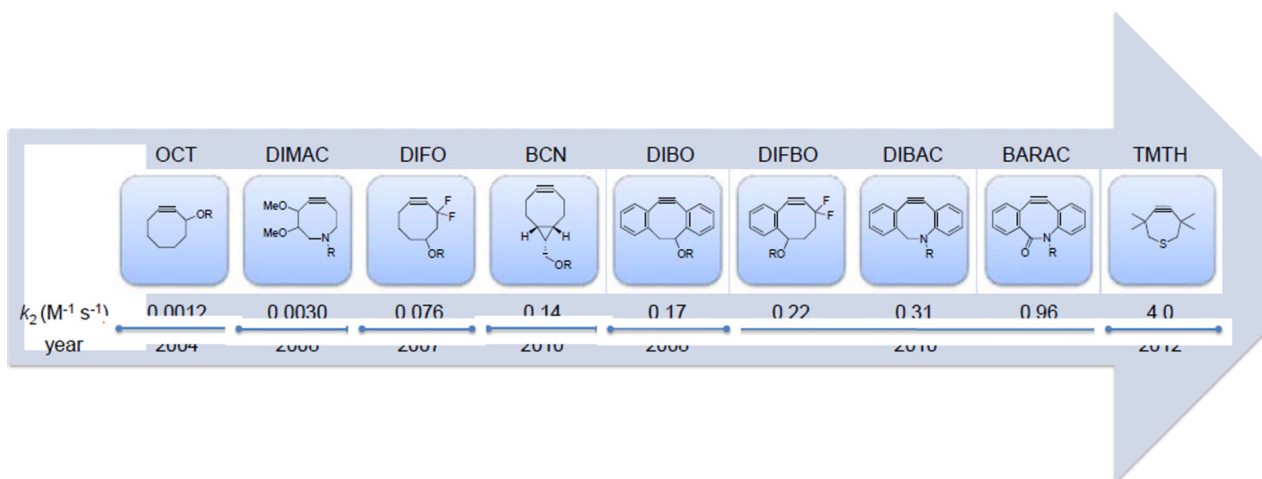 OCT DIMAC DIFO BCN DIBO DIFBO DIBAC BARAC TMTH
OR
MeO
MeO
N
R
F
F
OR
H H
OR
OR
F
F
RO
N
R
O
N
R
S
k₂ (M⁻¹ s⁻¹) 0.0012 0.0030 0.076 0.14 0.17 0.22 0.31 0.96 4.0
year 2004 2007 2010 2010 2012